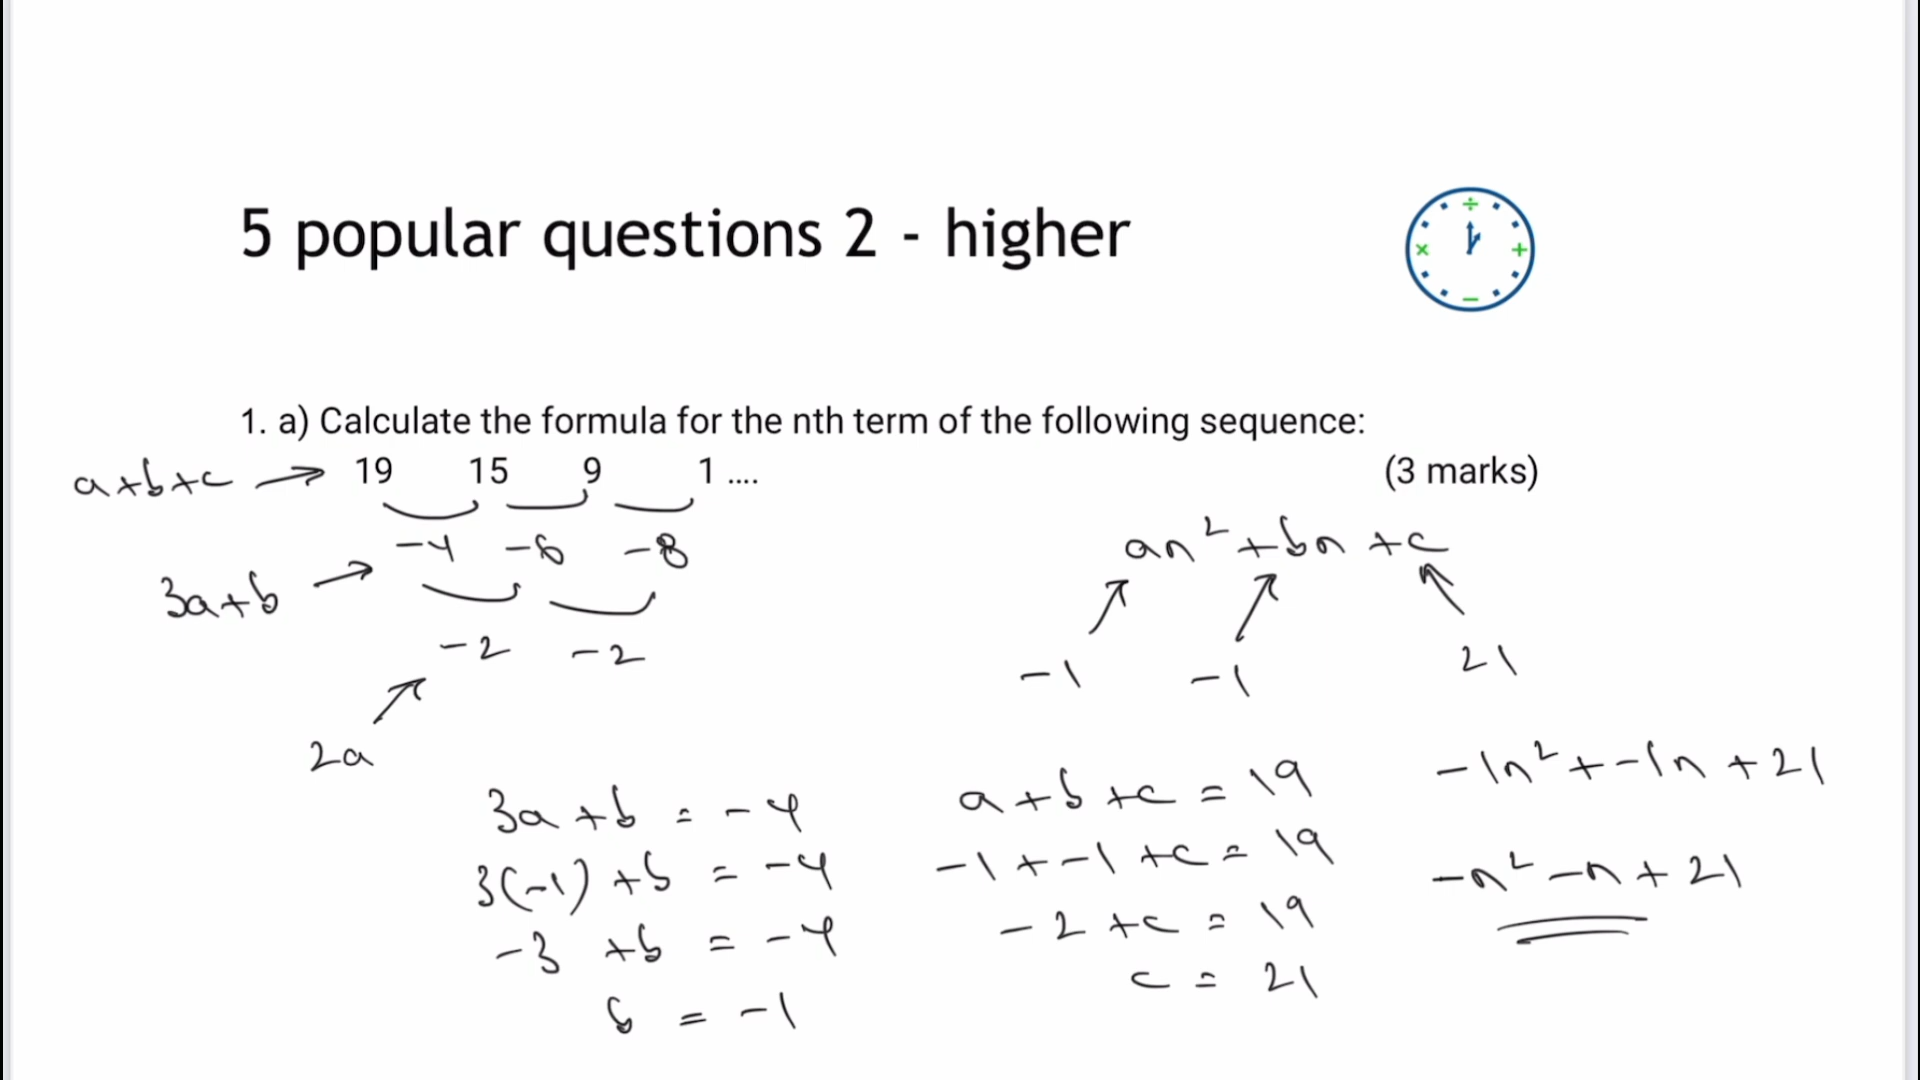 5 popular questions 2 - higher
÷
× +
−
1. a) Calculate the formula for the nth term of the following sequence:
a+b+c → 19 15 9 1 ....
(3 marks)
-4 -6 -8
3a+b →
an² + bn + c
-2 -2
-1 -1 21
2a
3a + b = -4
3(-1) + b = -4
-3 + b = -4
b = -1
a + b + c = 19
-1 + -1 + c = 19
-2 + c = 19
c = 21
-1n² + -1n + 21
-n² - n + 21